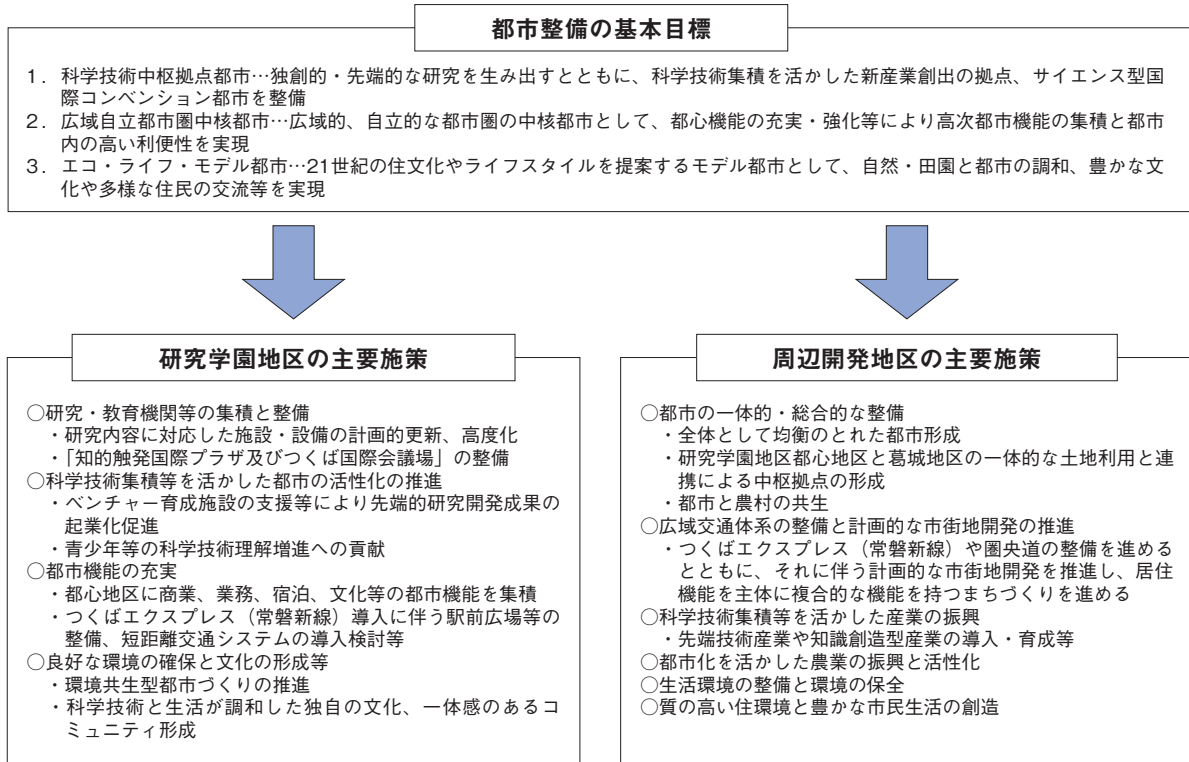 都市整備の基本目標
1．科学技術中枢拠点都市…独創的・先端的な研究を生み出すとともに、科学技術集積を活かした新産業創出の拠点、サイエンス型国
際コンベンション都市を整備
2．広域自立都市圏中核都市…広域的、自立的な都市圏の中核都市として、都心機能の充実・強化等により高次都市機能の集積と都市
内の高い利便性を実現
3．エコ・ライフ・モデル都市…21世紀の住文化やライフスタイルを提案するモデル都市として、自然・田園と都市の調和、豊かな文
化や多様な住民の交流等を実現
研究学園地区の主要施策
○研究・教育機関等の集積と整備
・研究内容に対応した施設・設備の計画的更新、高度化
・「知的触発国際プラザ及びつくば国際会議場」の整備
○科学技術集積等を活かした都市の活性化の推進
・ベンチャー育成施設の支援等により先端的研究開発成果の
起業化促進
・青少年等の科学技術理解増進への貢献
○都市機能の充実
・都心地区に商業、業務、宿泊、文化等の都市機能を集積
・つくばエクスプレス（常磐新線）導入に伴う駅前広場等の
整備、短距離交通システムの導入検討等
○良好な環境の確保と文化の形成等
・環境共生型都市づくりの推進
・科学技術と生活が調和した独自の文化、一体感のあるコ
ミュニティ形成
周辺開発地区の主要施策
○都市の一体的・総合的な整備
・全体として均衡のとれた都市形成
・研究学園地区都心地区と葛城地区の一体的な土地利用と連
携による中枢拠点の形成
・都市と農村の共生
○広域交通体系の整備と計画的な市街地開発の推進
・つくばエクスプレス（常磐新線）や圏央道の整備を進める
とともに、それに伴う計画的な市街地開発を推進し、居住
機能を主体に複合的な機能を持つまちづくりを進める
○科学技術集積等を活かした産業の振興
・先端技術産業や知識創造型産業の導入・育成等
○都市化を活かした農業の振興と活性化
○生活環境の整備と環境の保全
○質の高い住環境と豊かな市民生活の創造